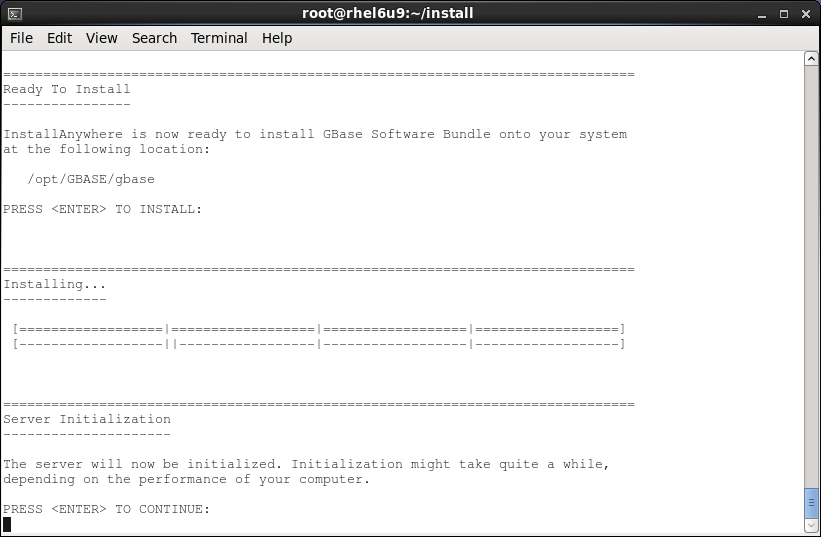 root@rhel6u9:~/install
File Edit View Search Terminal Help
===============================================================================
Ready To Install
----------------
InstallAnywhere is now ready to install GBase Software Bundle onto your system
at the following location:
/opt/GBASE/gbase
PRESS <ENTER> TO INSTALL:
===============================================================================
Installing...
-------------
[==================|==================|==================|==================]
[------------------||-----------------|------------------|------------------]
===============================================================================
Server Initialization
---------------------
The server will now be initialized. Initialization might take quite a while,
depending on the performance of your computer.
PRESS <ENTER> TO CONTINUE: